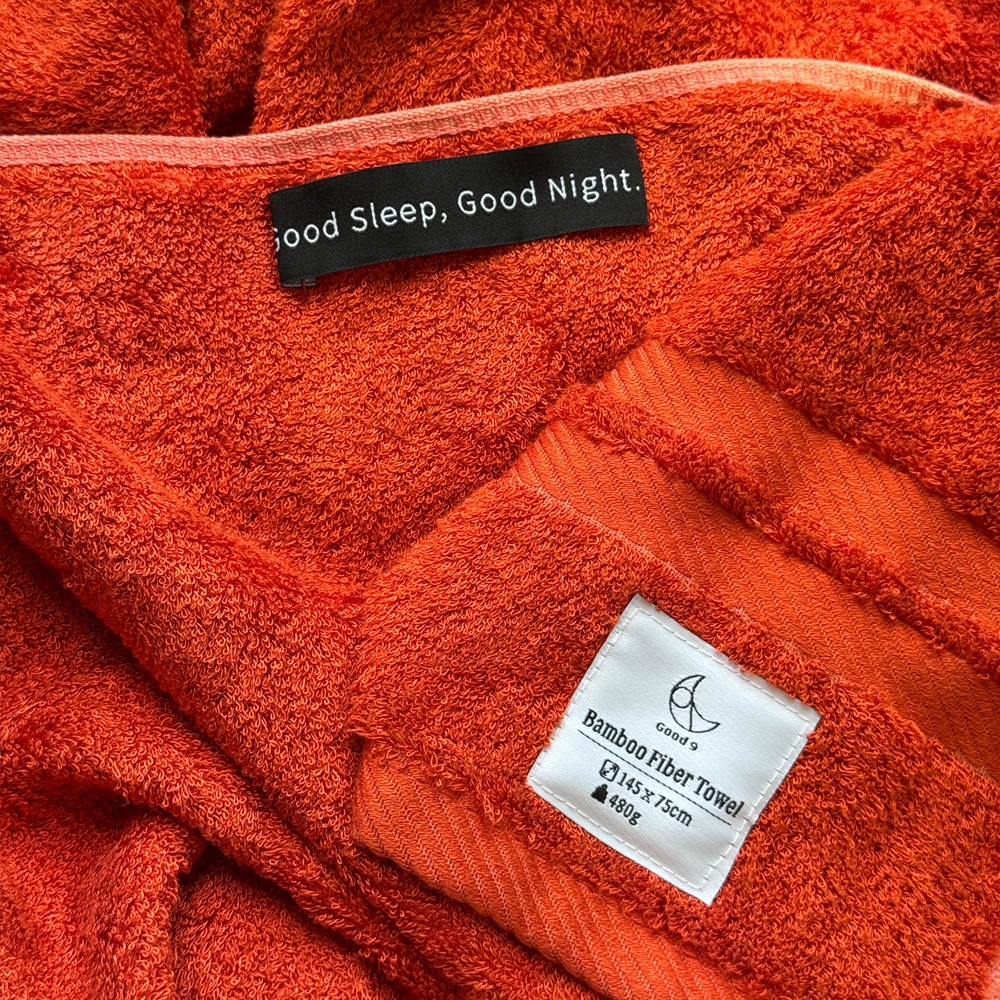 Good Sleep, Good Night.
Good 9
Bamboo Fiber Towel
145 X 75cm
480g